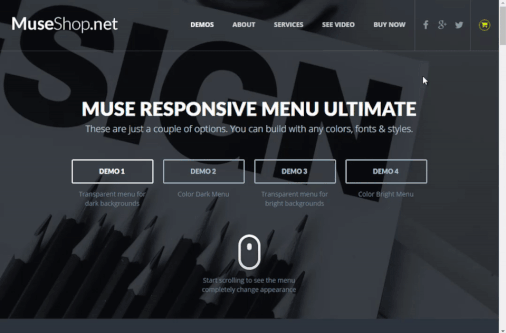 MuseShop.net
DEMOS ABOUT SERVICES SEE VIDEO BUY NOW
SIGN
MUSE RESPONSIVE MENU ULTIMATE
These are just a couple of options. You can build with any colors, fonts & styles.
DEMO 1 DEMO 2 DEMO 3 DEMO 4
Transparent menu for
dark backgrounds
Color Dark Menu
Transparent menu for
bright backgrounds
Color Bright Menu
Start scrolling to see the menu
completely change appearance